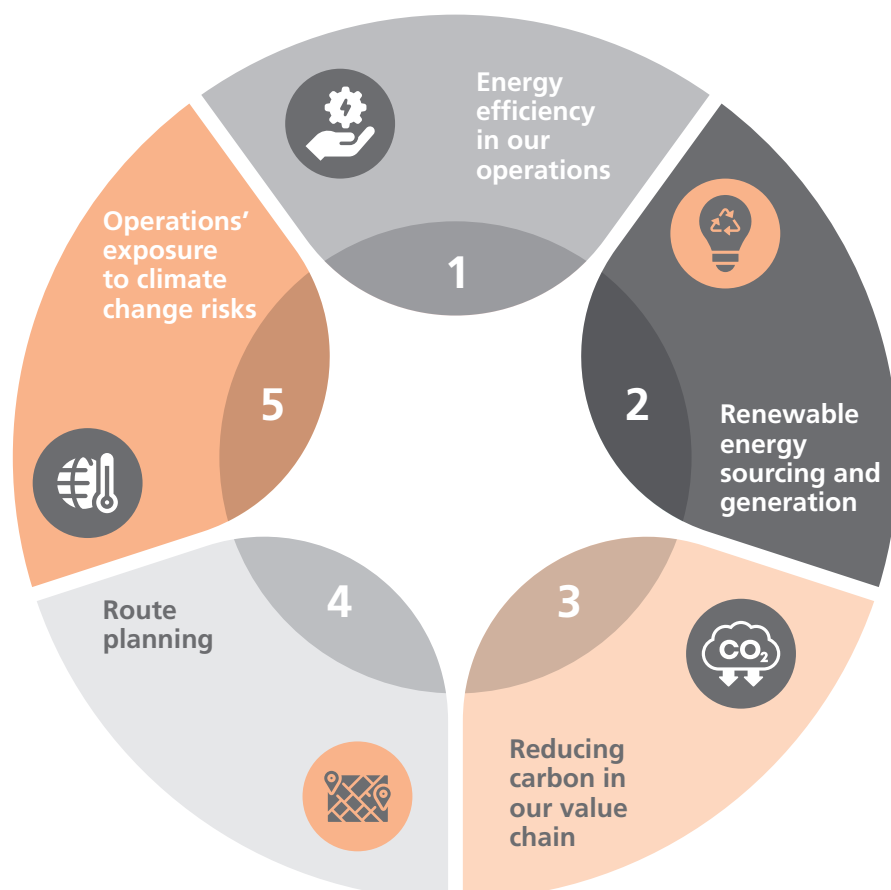 Energy
efficiency
in our
operations
1
2
Renewable
energy
sourcing and
generation
3
CO₂
Reducing
carbon in
our value
chain
4
Route
planning
5
Operations’
exposure
to climate
change risks